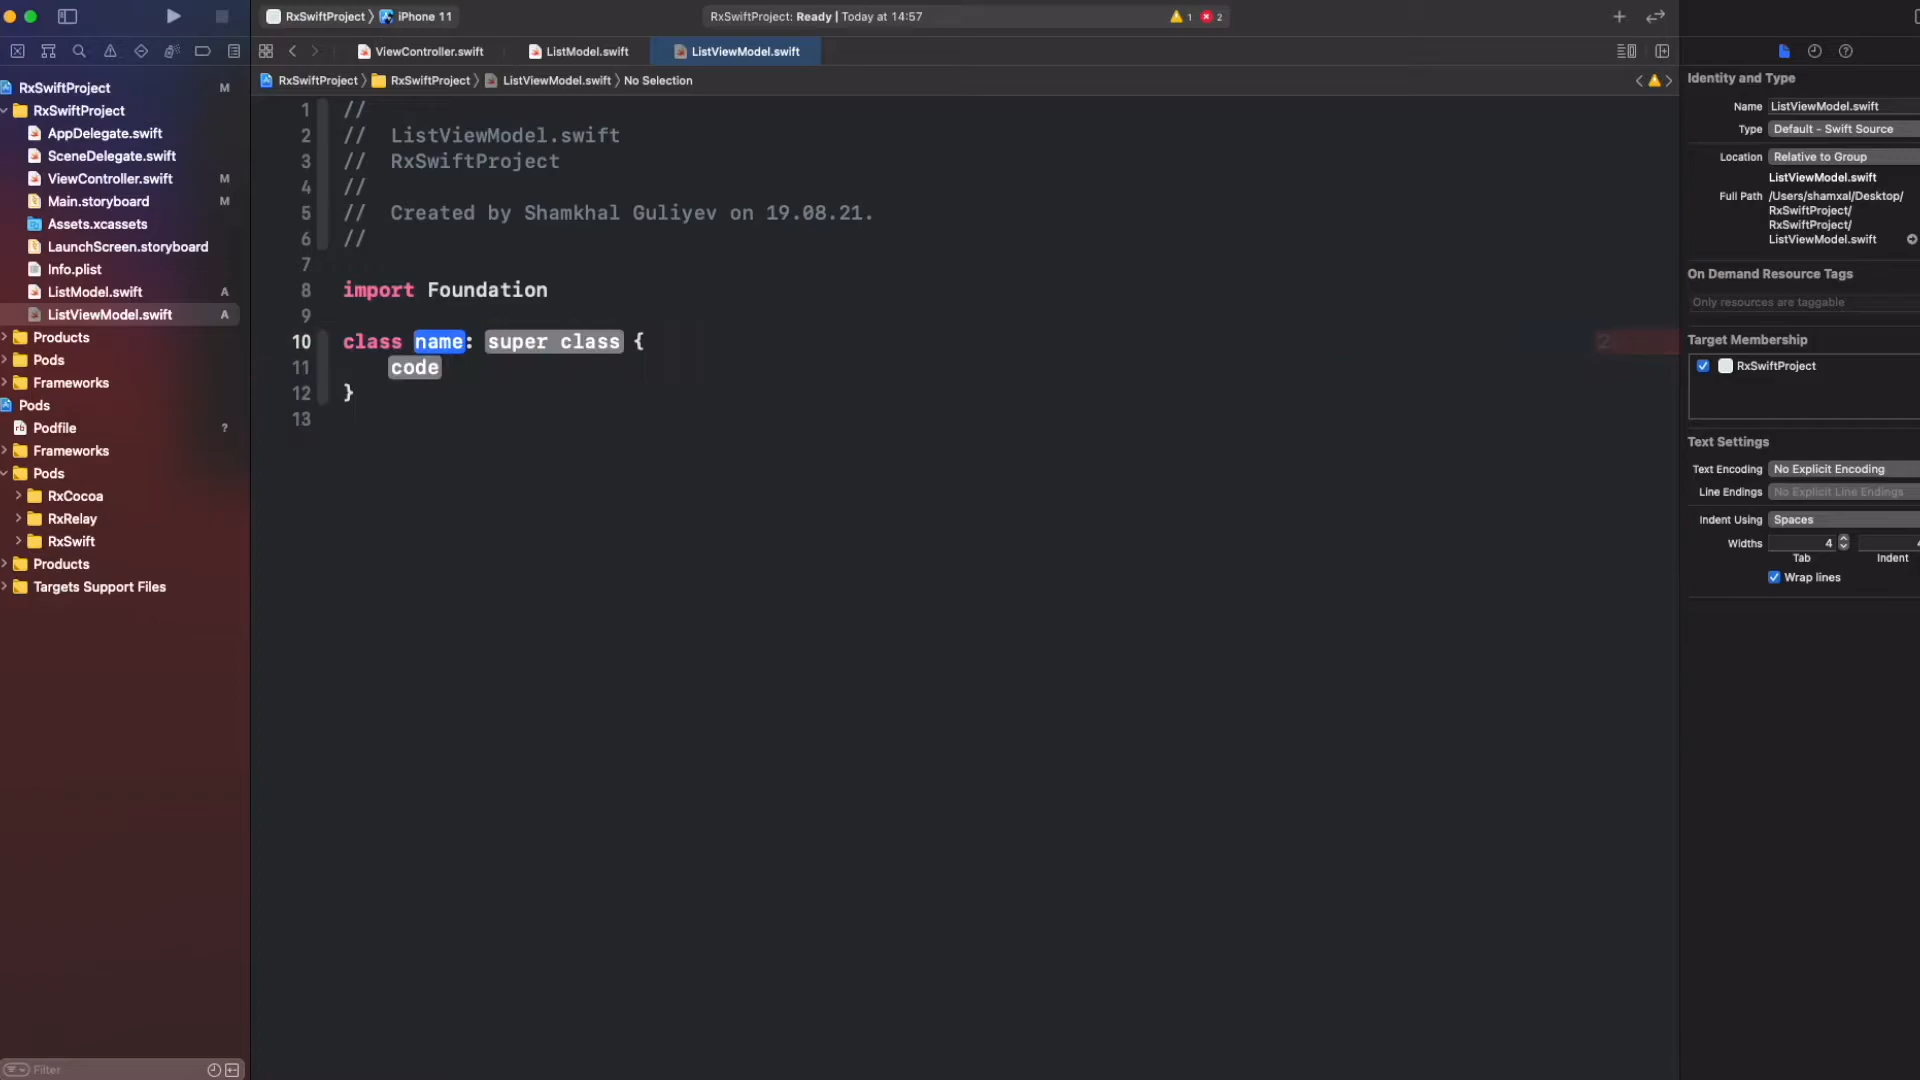 RxSwiftProject iPhone 11
RxSwiftProject: Ready | Today at 14:57
1 2
ViewController.swift
ListModel.swift
ListViewModel.swift
RxSwiftProject RxSwiftProject ListViewModel.swift No Selection
RxSwiftProject M
RxSwiftProject
AppDelegate.swift
SceneDelegate.swift
ViewController.swift M
Main.storyboard M
Assets.xcassets
LaunchScreen.storyboard
Info.plist
ListModel.swift A
ListViewModel.swift A
Products
Pods
Frameworks
Pods
Podfile ?
Frameworks
Pods
RxCocoa
RxRelay
RxSwift
Products
Targets Support Files
Filter
1 //
2 // ListViewModel.swift
3 // RxSwiftProject
4 //
5 // Created by Shamkhal Guliyev on 19.08.21.
6 //
7
8 import Foundation
9
10 class name: super class {
11 code
12 }
13
2
Identity and Type
Name ListViewModel.swift
Type Default - Swift Source
Location Relative to Group
ListViewModel.swift
Full Path /Users/shamxal/Desktop/
RxSwiftProject/
RxSwiftProject/
ListViewModel.swift
On Demand Resource Tags
Only resources are taggable
Target Membership
RxSwiftProject
Text Settings
Text Encoding No Explicit Encoding
Line Endings No Explicit Line Endings
Indent Using Spaces
Widths 4 4
Tab Indent
Wrap lines